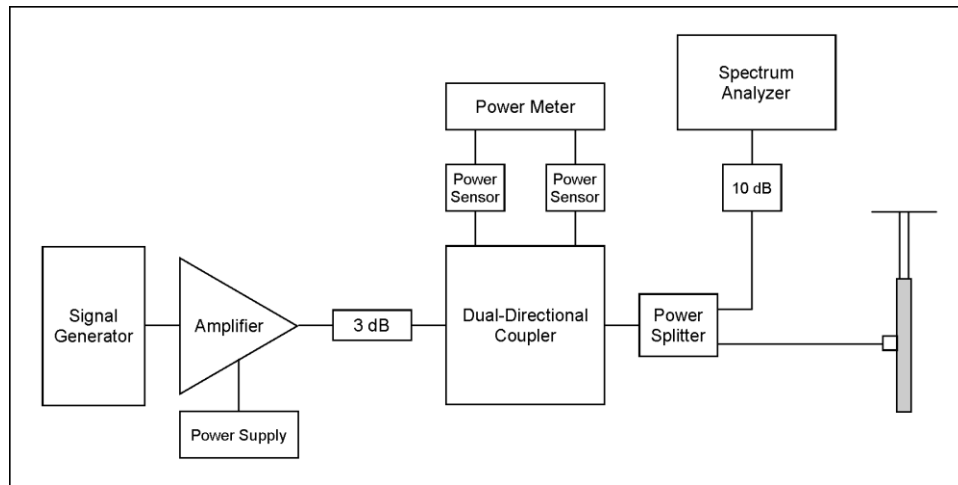 Spectrum
Analyzer
Power Meter
Power
Sensor
Power
Sensor
10 dB
Signal
Generator
Amplifier
3 dB
Dual-Directional
Coupler
Power
Splitter
Power Supply